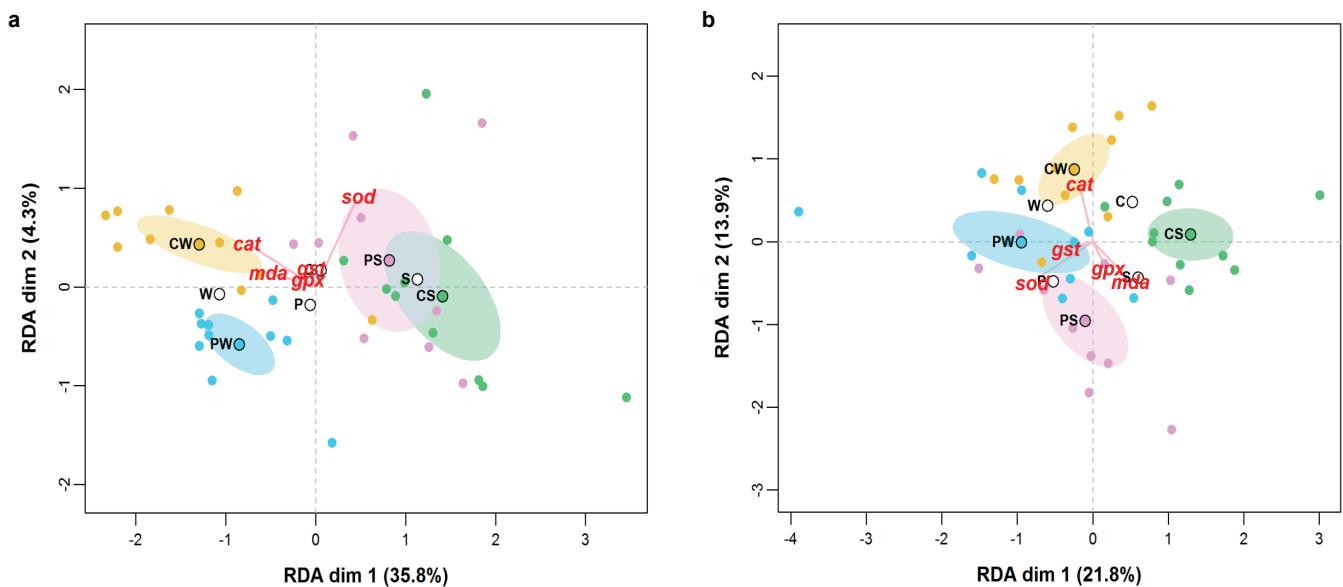 a
RDA dim 2 (4.3%)
2
1
0
-1
-2
sod
CW
cat
PS
gst
mda
gpx
S
W
CS
P
PW
-2
-1
0
1
2
3
RDA dim 1 (35.8%)
b
RDA dim 2 (13.9%)
2
1
0
-1
-2
-3
CW
cat
W
C
CS
PW
gst
gpx
S
mda
P
sod
PS
-4
-3
-2
-1
0
1
2
3
RDA dim 1 (21.8%)